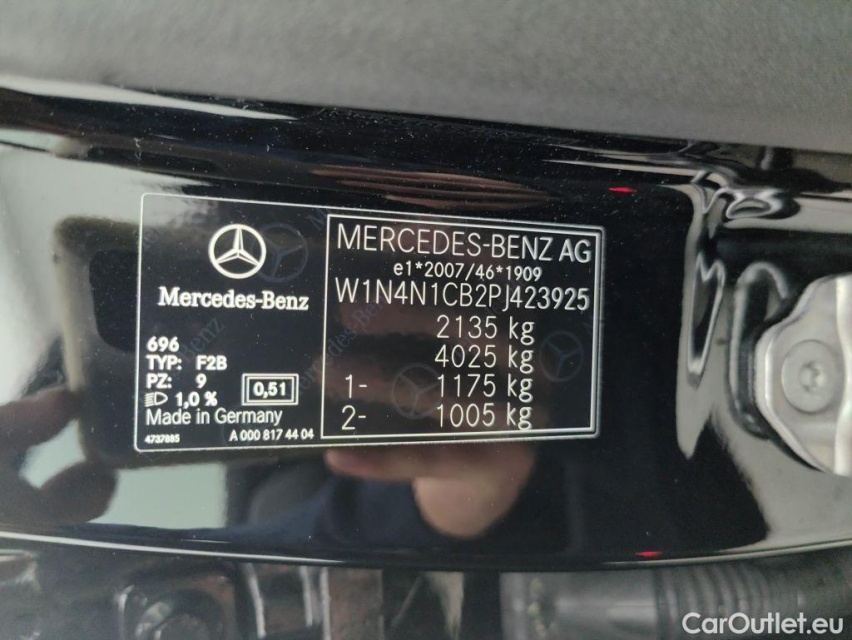 Mercedes-Benz
696
TYP: F2B
PZ: 9
1,0 %
0,51
Made in Germany
4737885
A 000 817 44 04
MERCEDES-BENZ AG
e1*2007/46*1909
W1N4N1CB2PJ423925
2135 kg
4025 kg
1- 1175 kg
2- 1005 kg
CarOutlet.eu